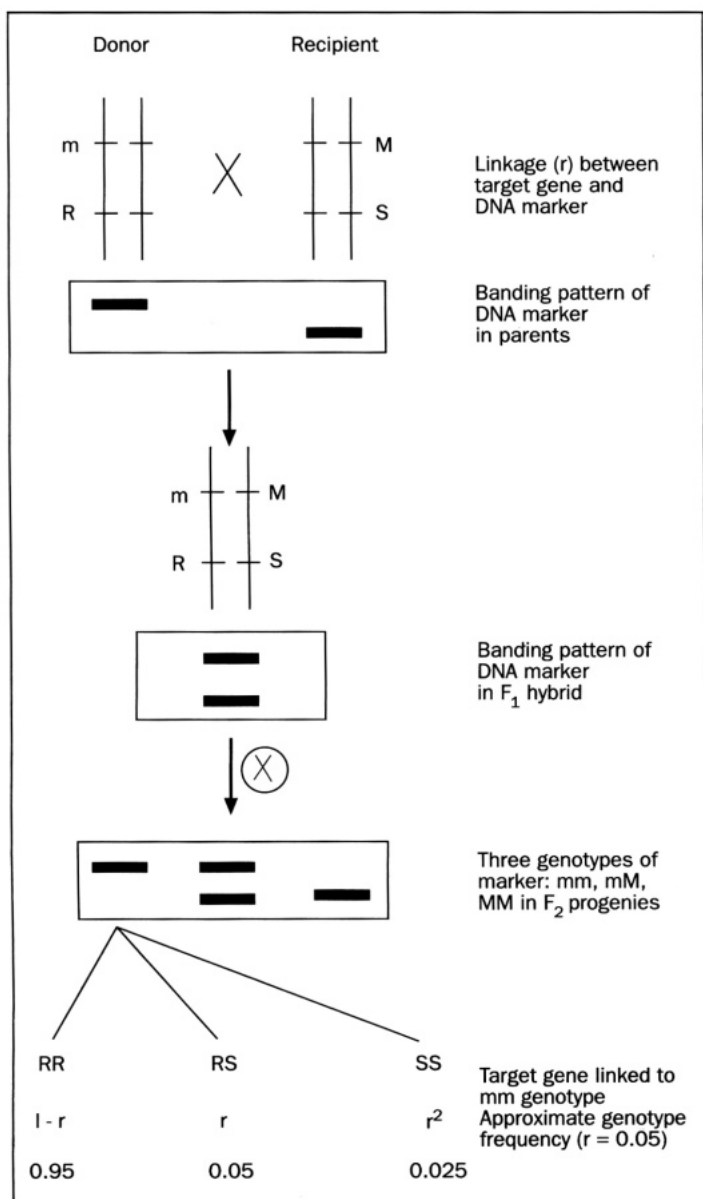 Donor
Recipient
m
M
R
S
Linkage (r) between
target gene and
DNA marker
Banding pattern of
DNA marker
in parents
m
M
R
S
Banding pattern of
DNA marker
in F₁ hybrid
Three genotypes of
marker: mm, mM,
MM in F₂ progenies
RR
RS
SS
Target gene linked to
mm genotype
l - r
r
r²
Approximate genotype
frequency (r = 0.05)
0.95
0.05
0.025